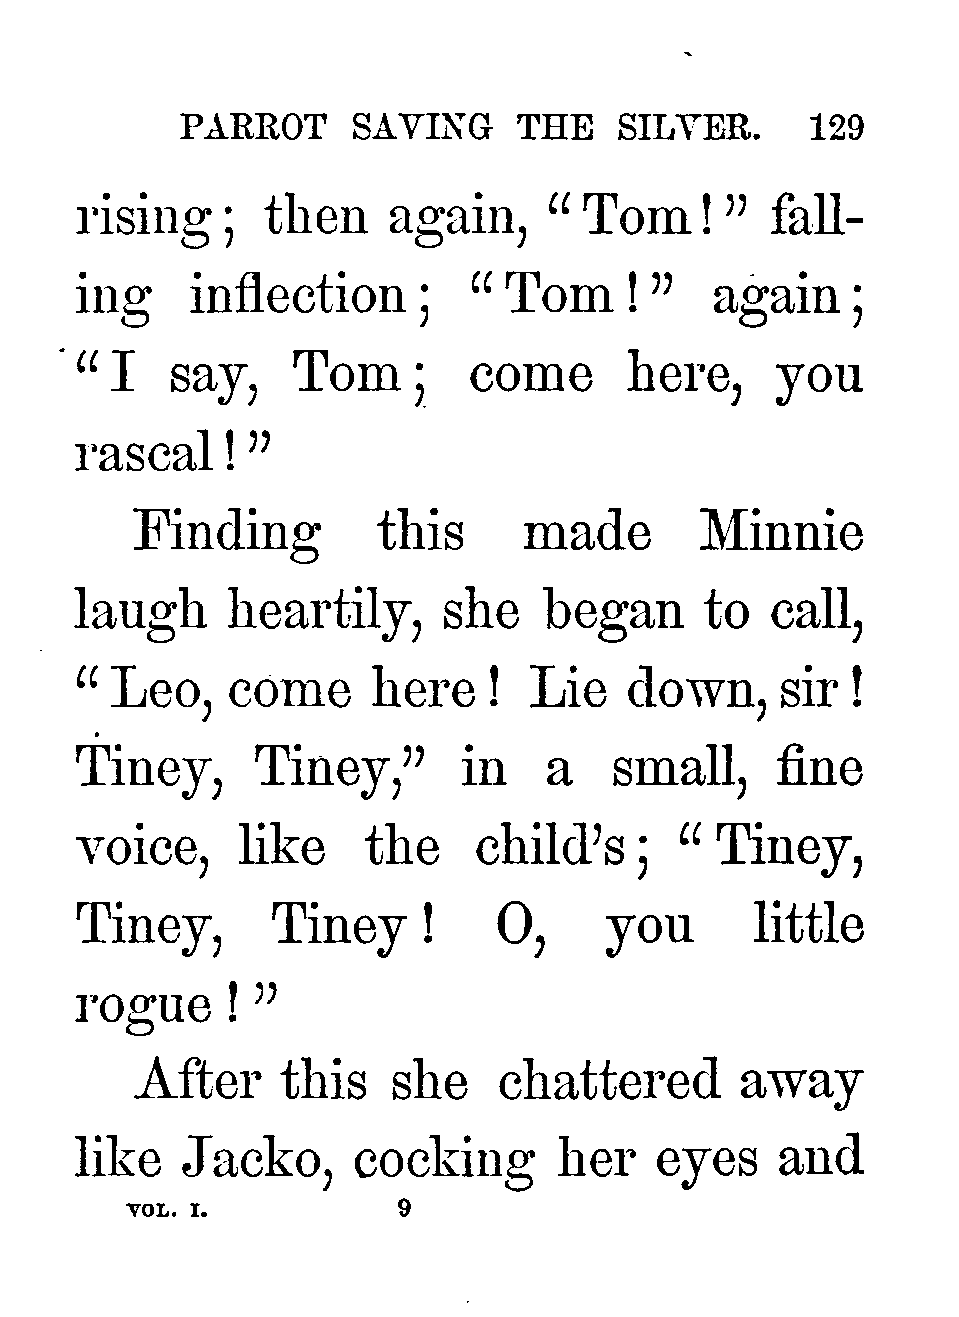 PARROT SAVING THE SILVER. 129
rising; then again, "Tom!" fall-
ing inflection; "Tom!" again;
"I say, Tom; come here, you
rascal!"
Finding this made Minnie
laugh heartily, she began to call,
"Leo, come here! Lie down, sir!
Tiney, Tiney," in a small, fine
voice, like the child's; "Tiney,
Tiney, Tiney! O, you little
rogue!"
After this she chattered away
like Jacko, cocking her eyes and
VOL. I. 9